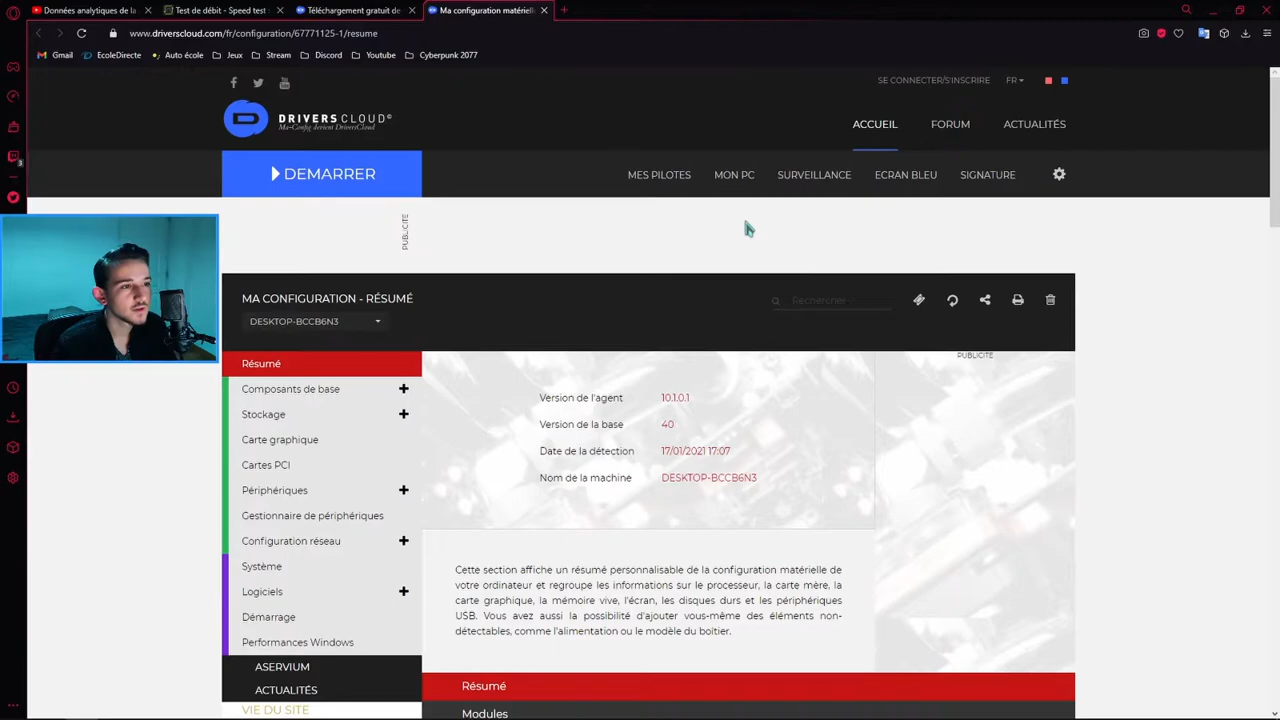 Données analytiques de la
Test de débit - Speed test
Téléchargement gratuit de
Ma configuration matérielle
www.driverscloud.com/fr/configuration/67771125-1/resume
Gmail
EcoleDirecte
Auto école
Jeux
Stream
Discord
Youtube
Cyberpunk 2077
SE CONNECTER/S'INSCRIRE
FR
DRIVERSCLOUD©
Ma-Config devient DriversCloud
ACCUEIL
FORUM
ACTUALITÉS
DEMARRER
MES PILOTES
MON PC
SURVEILLANCE
ECRAN BLEU
SIGNATURE
PUBLICITE
MA CONFIGURATION - RÉSUMÉ
Rechercher
DESKTOP-BCCB6N3
Résumé
Composants de base
Stockage
Carte graphique
Cartes PCI
Périphériques
Gestionnaire de périphériques
Configuration réseau
Système
Logiciels
Démarrage
Performances Windows
ASERVIUM
ACTUALITÉS
VIE DU SITE
PUBLICITE
Version de l'agent 10.1.0.1
Version de la base 40
Date de la détection 17/01/2021 17:07
Nom de la machine DESKTOP-BCCB6N3
Cette section affiche un résumé personnalisable de la configuration matérielle de
votre ordinateur et regroupe les informations sur le processeur, la carte mère, la
carte graphique, la mémoire vive, l'écran, les disques durs et les périphériques
USB. Vous avez aussi la possibilité d'ajouter vous-même des éléments non-
détectables, comme l'alimentation ou le modèle du boitier.
Résumé
Modules